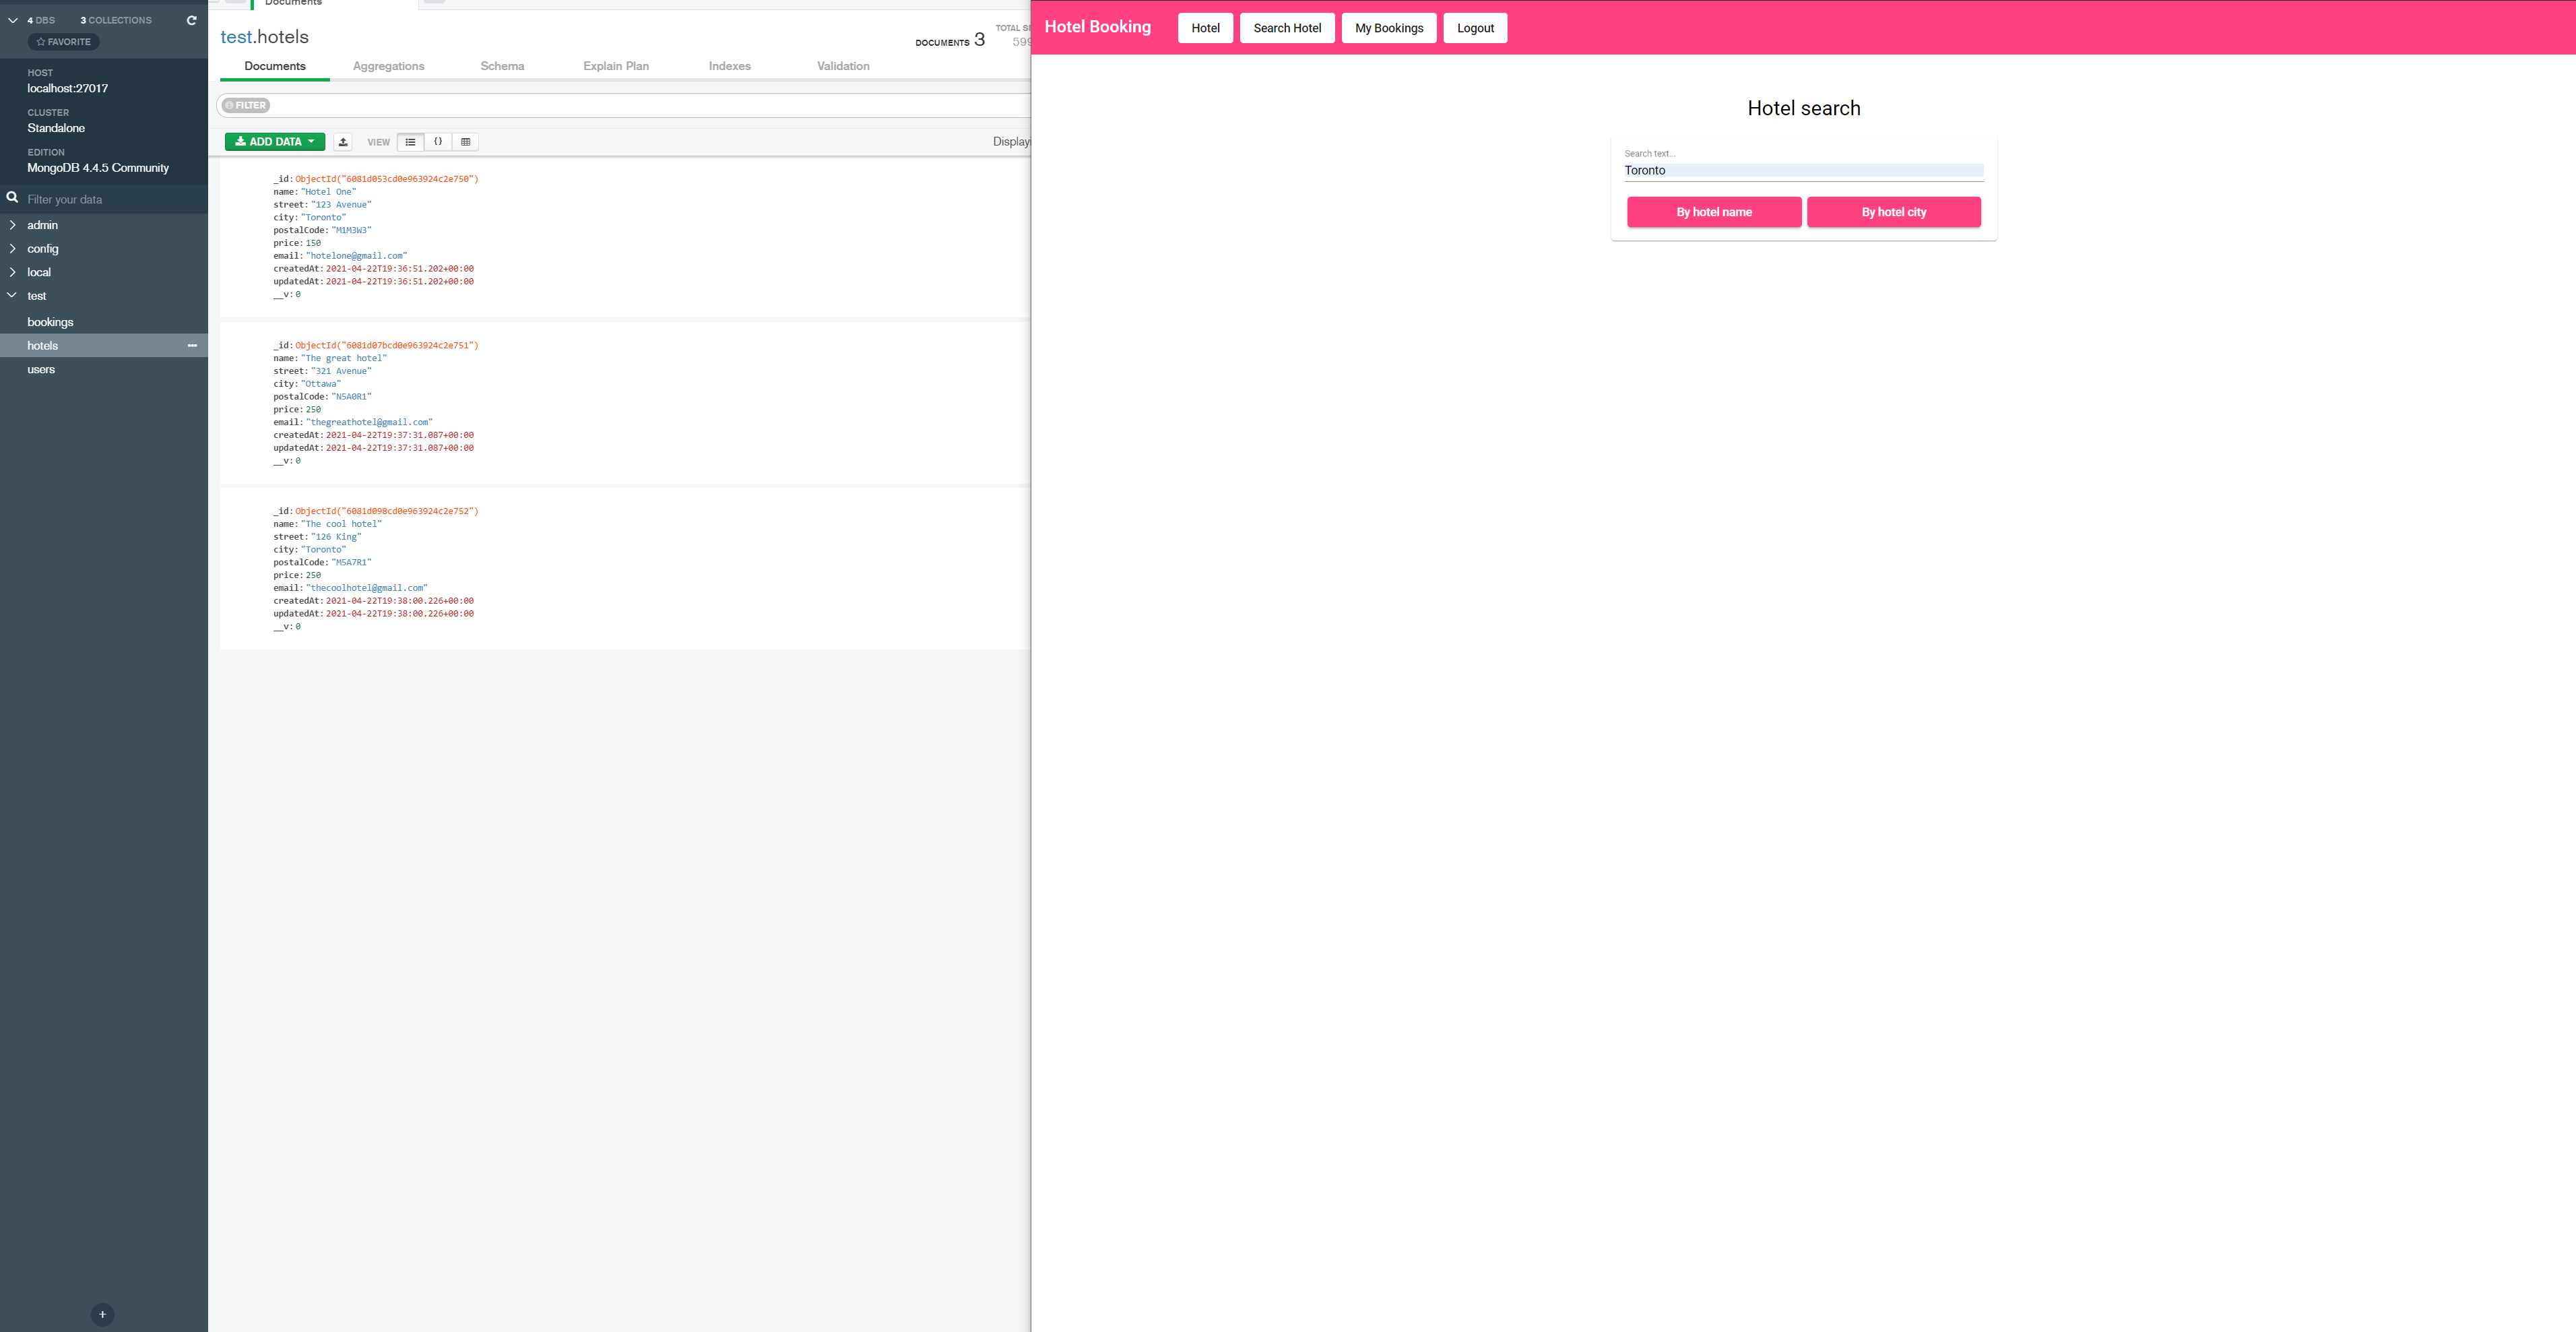 4 DBS 3 COLLECTIONS
FAVORITE
HOST
localhost:27017
CLUSTER
Standalone
EDITION
MongoDB 4.4.5 Community
Filter your data
admin
config
local
test
bookings
hotels
users
Documents
test.hotels
DOCUMENTS 3
Documents Aggregations Schema Explain Plan Indexes Validation
FILTER
ADD DATA VIEW
_id: ObjectId("6081d053cd0e963924c2e750")
name: "Hotel One"
street: "123 Avenue"
city: "Toronto"
postalCode: "M1M3W3"
price: 150
email: "hotelone@gmail.com"
createdAt: 2021-04-22T19:36:51.202+00:00
updatedAt: 2021-04-22T19:36:51.202+00:00
__v: 0
_id: ObjectId("6081d07bcd0e963924c2e751")
name: "The great hotel"
street: "321 Avenue"
city: "Ottawa"
postalCode: "N5A0R1"
price: 250
email: "thegreathotel@gmail.com"
createdAt: 2021-04-22T19:37:31.087+00:00
updatedAt: 2021-04-22T19:37:31.087+00:00
__v: 0
_id: ObjectId("6081d098cd0e963924c2e752")
name: "The cool hotel"
street: "126 King"
city: "Toronto"
postalCode: "M5A7R1"
price: 250
email: "thecoolhotel@gmail.com"
createdAt: 2021-04-22T19:38:00.226+00:00
updatedAt: 2021-04-22T19:38:00.226+00:00
__v: 0
Hotel Booking Hotel Search Hotel My Bookings Logout
Hotel search
Search text...
Toronto
By hotel name By hotel city